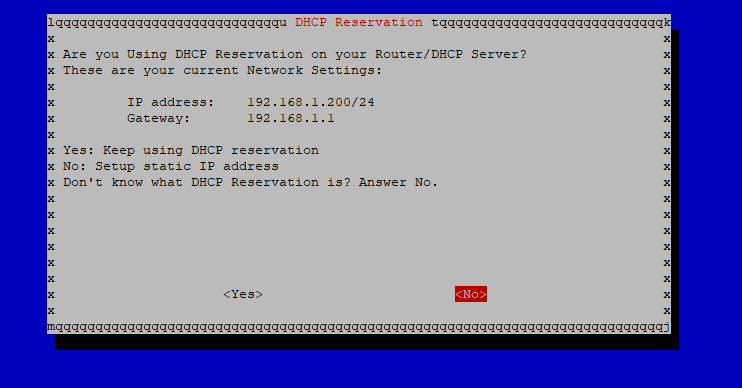 lqqqqqqqqqqqqqqqqqqqqqqqqqqqqu DHCP Reservation tqqqqqqqqqqqqqqqqqqqqqqqqqqqqk
x x
x Are you Using DHCP Reservation on your Router/DHCP Server? x
x These are your current Network Settings: x
x x
x IP address: 192.168.1.200/24 x
x Gateway: 192.168.1.1 x
x x
x Yes: Keep using DHCP reservation x
x No: Setup static IP address x
x Don't know what DHCP Reservation is? Answer No. x
x x
x x
x x
x x
x x
x x
x <Yes> <No> x
x x
mqqqqqqqqqqqqqqqqqqqqqqqqqqqqqqqqqqqqqqqqqqqqqqqqqqqqqqqqqqqqqqqqqqqqqqqqqqqqj